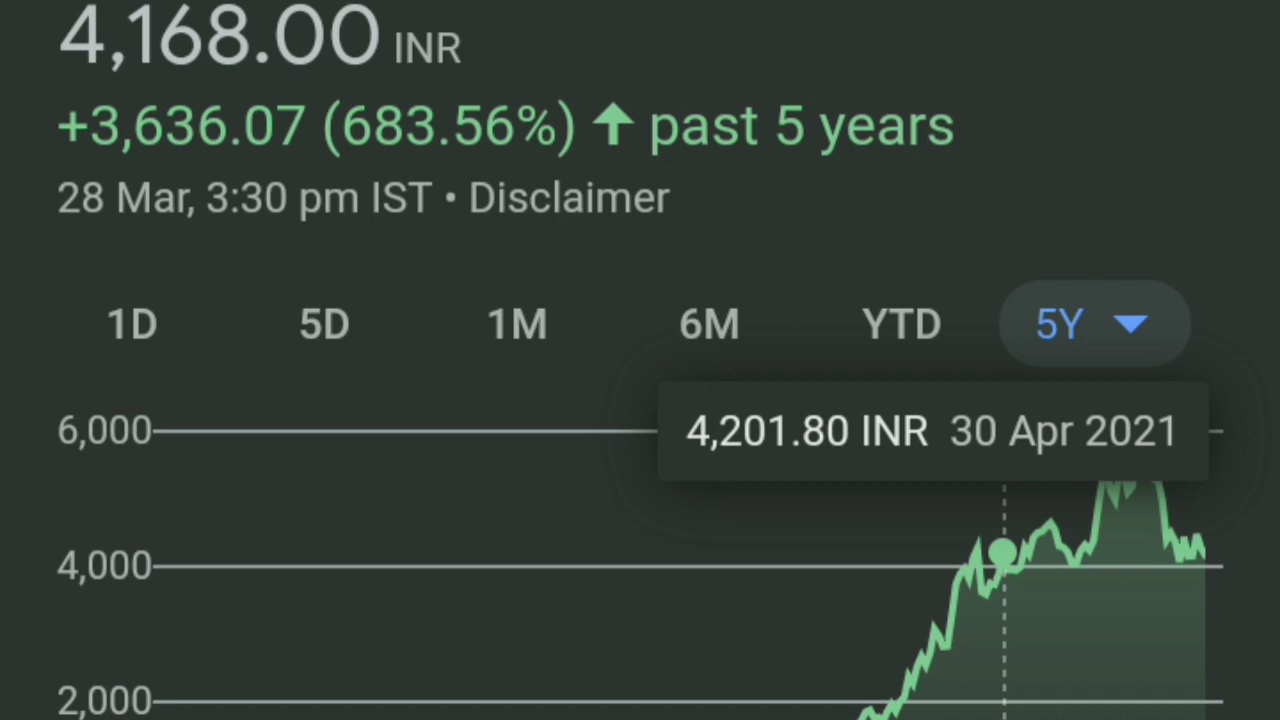 4,168.00 INR
+3,636.07 (683.56%) ↑ past 5 years
28 Mar, 3:30 pm IST • Disclaimer
1D 5D 1M 6M YTD 5Y
6,000
4,201.80 INR 30 Apr 2021
4,000
2,000